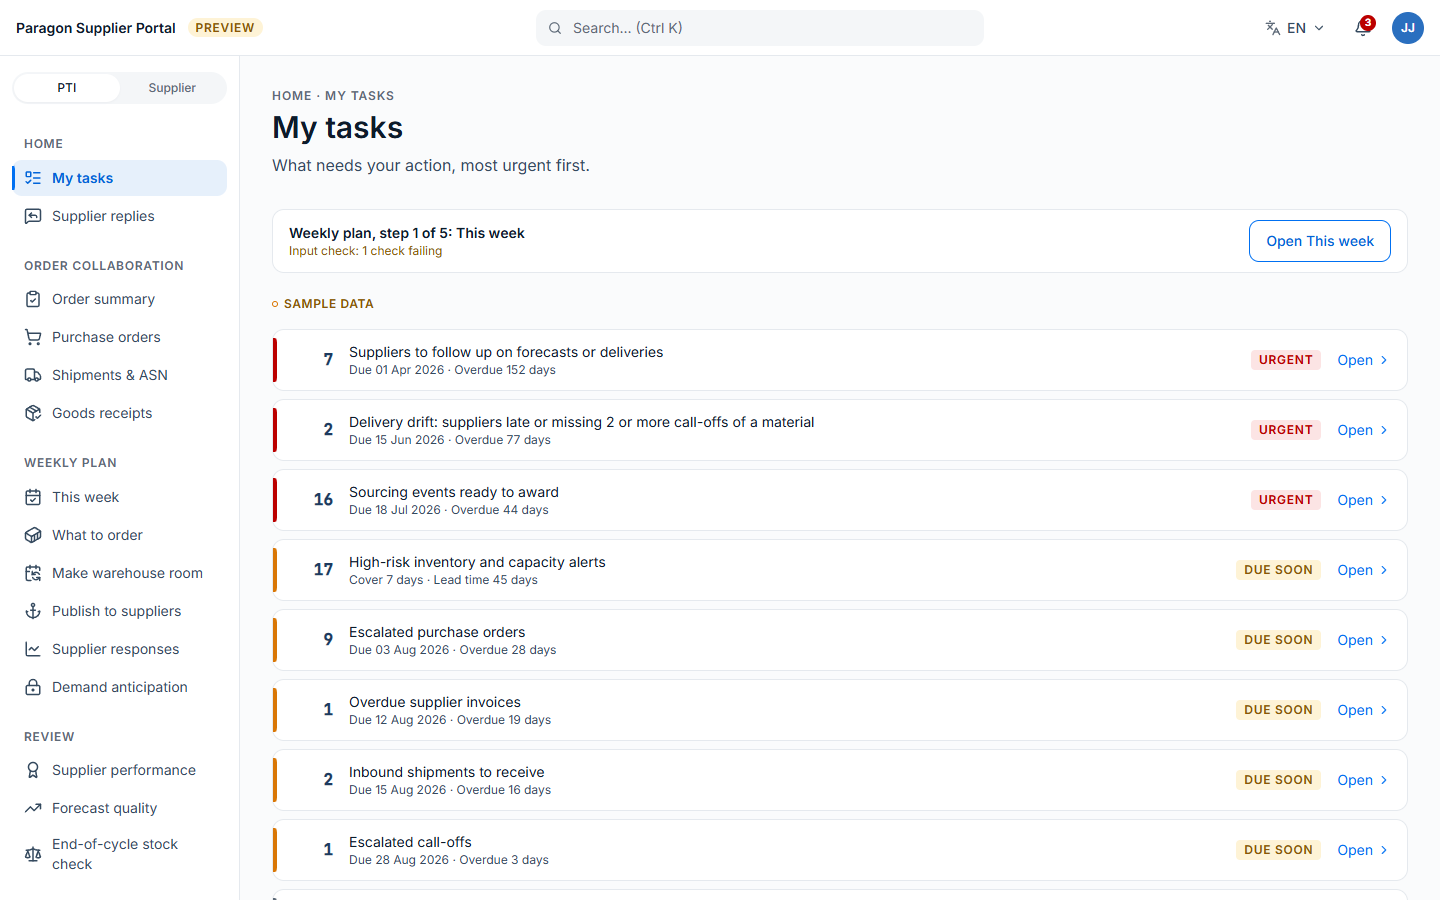 Paragon Supplier Portal
PREVIEW
Search... (Ctrl K)
EN
3
JJ
PTI
Supplier
HOME
My tasks
Supplier replies
ORDER COLLABORATION
Order summary
Purchase orders
Shipments & ASN
Goods receipts
WEEKLY PLAN
This week
What to order
Make warehouse room
Publish to suppliers
Supplier responses
Demand anticipation
REVIEW
Supplier performance
Forecast quality
End-of-cycle stock
check
HOME · MY TASKS
My tasks
What needs your action, most urgent first.
Weekly plan, step 1 of 5: This week
Input check: 1 check failing
Open This week
SAMPLE DATA
7
Suppliers to follow up on forecasts or deliveries
Due 01 Apr 2026 · Overdue 152 days
URGENT
Open
2
Delivery drift: suppliers late or missing 2 or more call-offs of a material
Due 15 Jun 2026 · Overdue 77 days
URGENT
Open
16
Sourcing events ready to award
Due 18 Jul 2026 · Overdue 44 days
URGENT
Open
17
High-risk inventory and capacity alerts
Cover 7 days · Lead time 45 days
DUE SOON
Open
9
Escalated purchase orders
Due 03 Aug 2026 · Overdue 28 days
DUE SOON
Open
1
Overdue supplier invoices
Due 12 Aug 2026 · Overdue 19 days
DUE SOON
Open
2
Inbound shipments to receive
Due 15 Aug 2026 · Overdue 16 days
DUE SOON
Open
1
Escalated call-offs
Due 28 Aug 2026 · Overdue 3 days
DUE SOON
Open